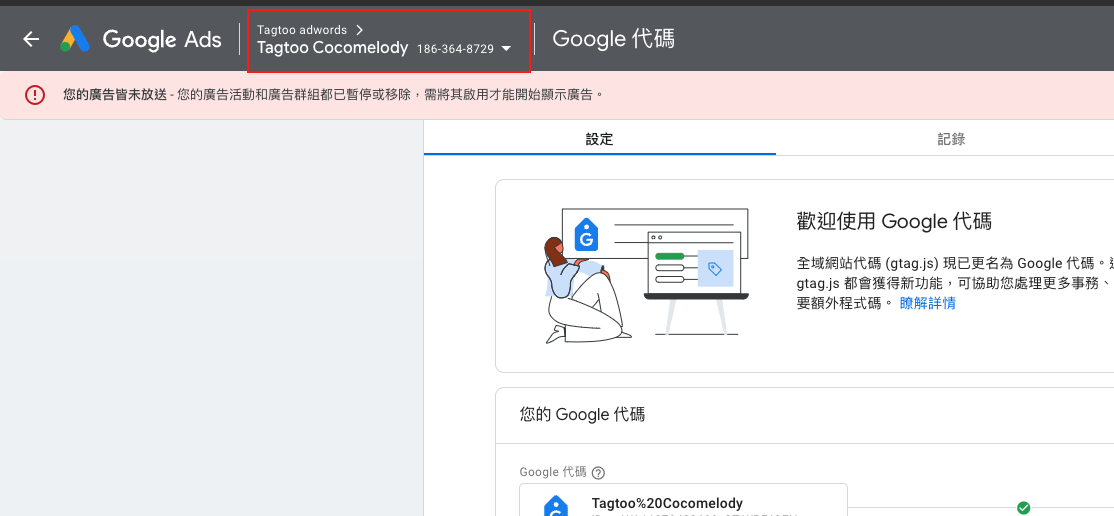 Tagtoo adwords
Google Ads
Tagtoo Cocomelody 186-364-8729
Google 代碼
您的廣告皆未放送 - 您的廣告活動和廣告群組都已暫停或移除，需將其啟用才能開始顯示廣告。
設定
記錄
G
歡迎使用 Google 代碼
全域網站代碼 (gtag.js) 現已更名為 Google 代碼。
gtag.js 都會獲得新功能，可協助您處理更多事務、
要額外程式碼。 瞭解詳情
您的 Google 代碼
Google 代碼
Tagtoo%20Cocomelody